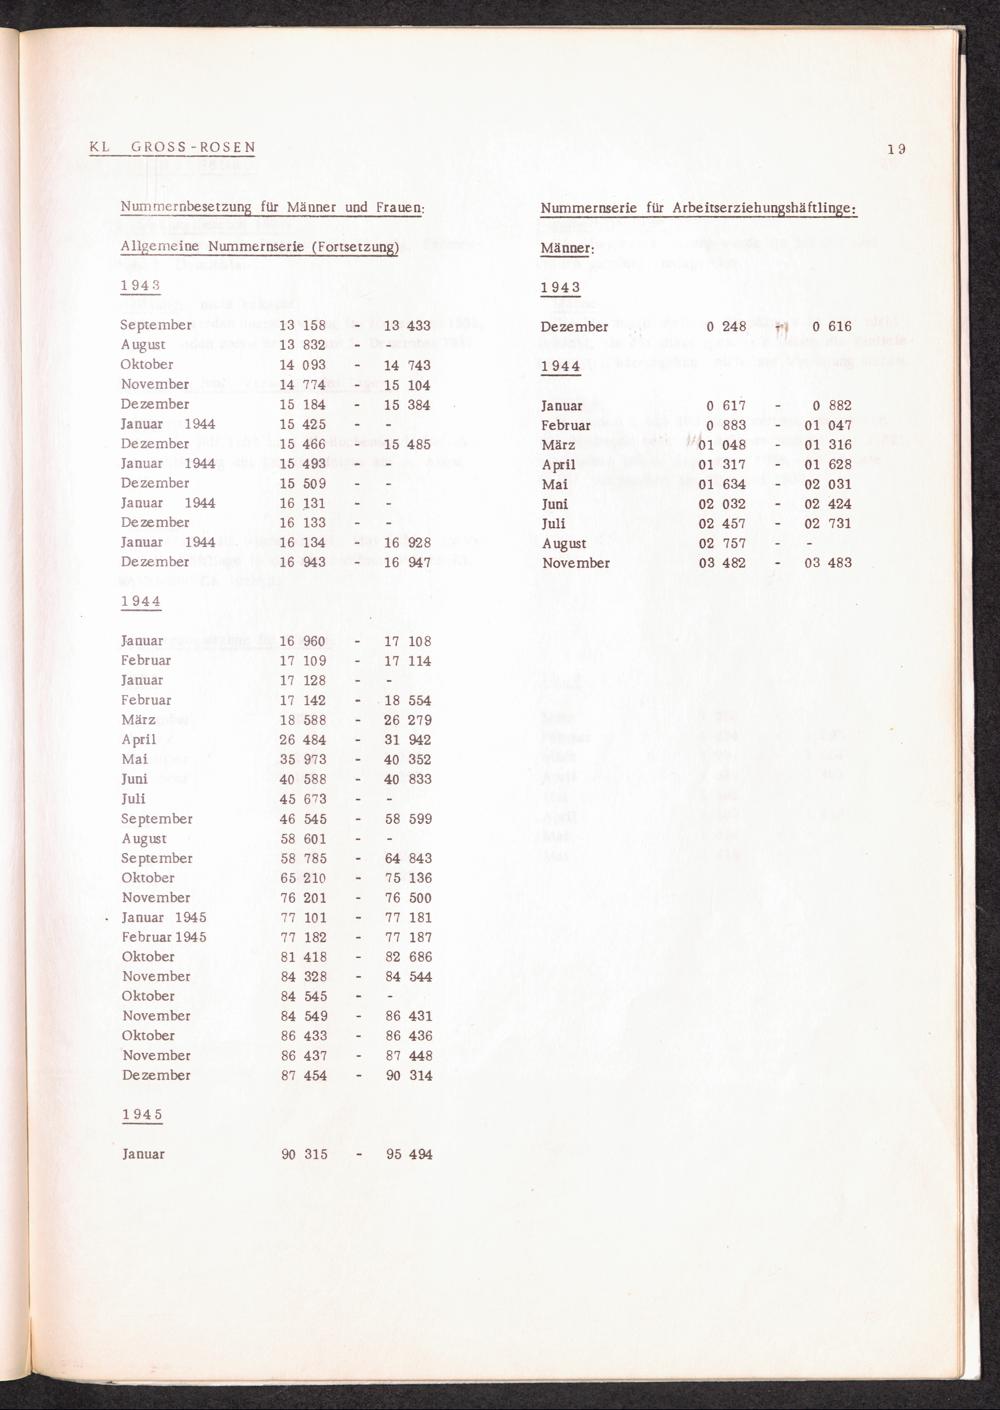 KL GROSS-ROSEN
19
Nummernbesetzung für Männer und Frauen:
Allgemeine Nummernserie (Fortsetzung)
1943
September 13 158 - 13 433
August 13 832 - -
Oktober 14 093 - 14 743
November 14 774 - 15 104
Dezember 15 184 - 15 384
Januar 1944 15 425 - -
Dezember 15 466 - 15 485
Januar 1944 15 493 - -
Dezember 15 509 - -
Januar 1944 16 131 - -
Dezember 16 133 - -
Januar 1944 16 134 - 16 928
Dezember 16 943 - 16 947
1944
Januar 16 960 - 17 108
Februar 17 109 - 17 114
Januar 17 128 - -
Februar 17 142 - 18 554
März 18 588 - 26 279
April 26 484 - 31 942
Mai 35 973 - 40 352
Juni 40 588 - 40 833
Juli 45 673 - -
September 46 545 - 58 599
August 58 601 - -
September 58 785 - 64 843
Oktober 65 210 - 75 136
November 76 201 - 76 500
Januar 1945 77 101 - 77 181
Februar 1945 77 182 - 77 187
Oktober 81 418 - 82 686
November 84 328 - 84 544
Oktober 84 545 - -
November 84 549 - 86 431
Oktober 86 433 - 86 436
November 86 437 - 87 448
Dezember 87 454 - 90 314
1945
Januar 90 315 - 95 494
Nummernserie für Arbeitserziehungshäftlinge:
Männer:
1943
Dezember 0 248 - 0 616
1944
Januar 0 617 - 0 882
Februar 0 883 - 01 047
März 01 048 - 01 316
April 01 317 - 01 628
Mai 01 634 - 02 031
Juni 02 032 - 02 424
Juli 02 457 - 02 731
August 02 757 - -
November 03 482 - 03 483